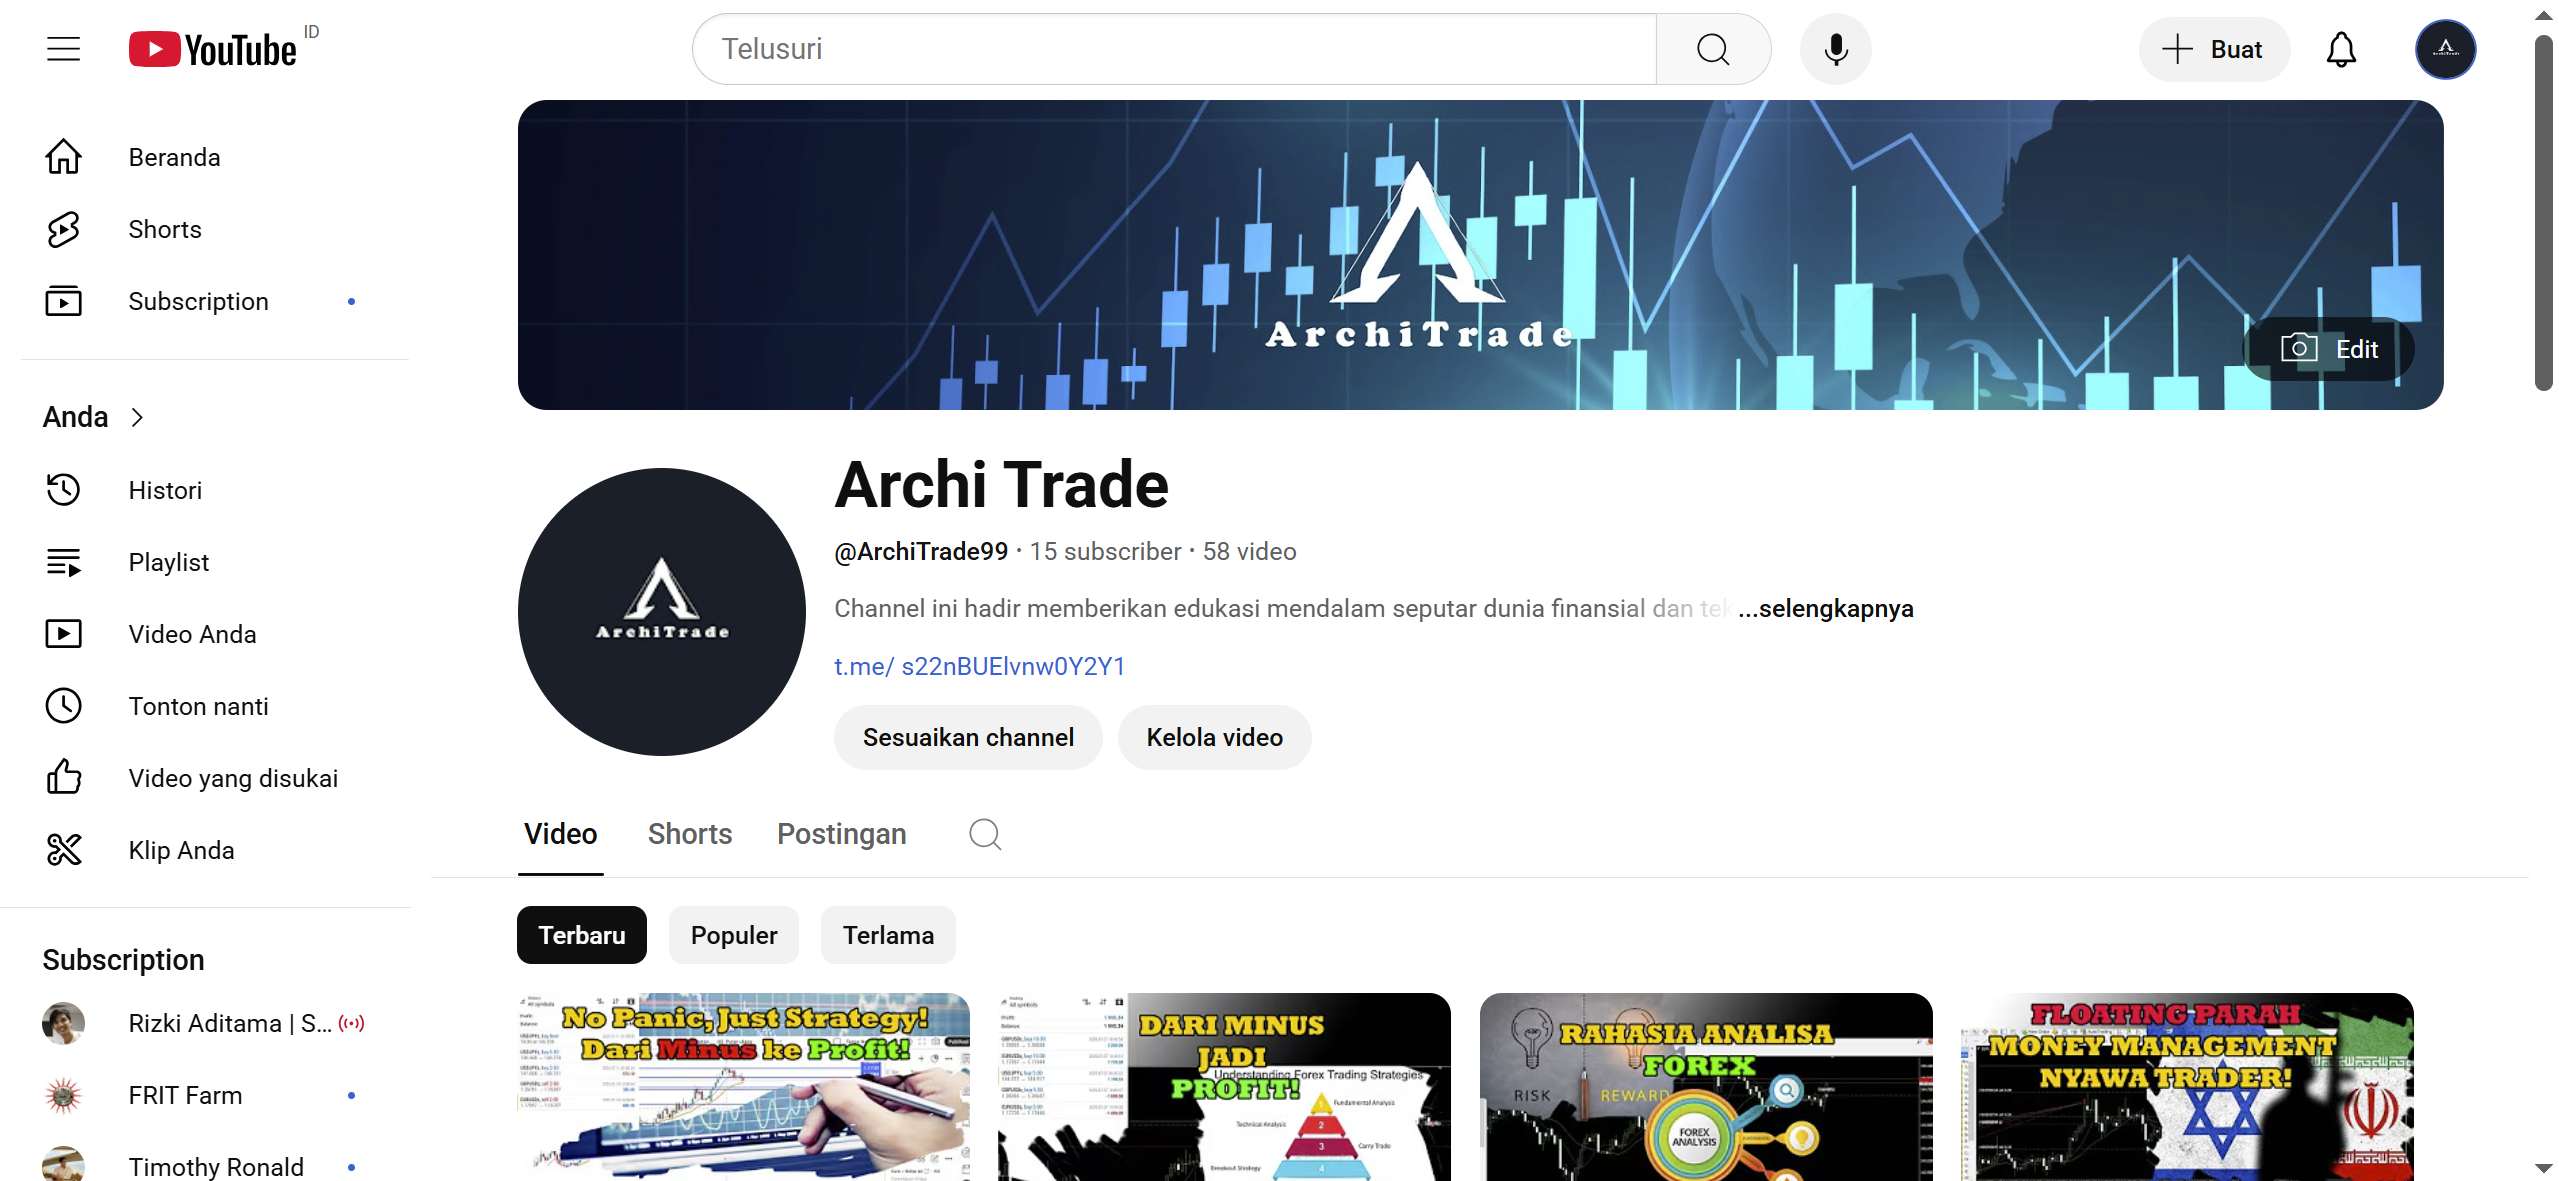 YouTube ID
Telusuri
Buat
Beranda
Shorts
Subscription
Anda
Histori
Playlist
Video Anda
Tonton nanti
Video yang disukai
Klip Anda
Subscription
Rizki Aditama | S...
FRIT Farm
Timothy Ronald
ArchiTrade
Edit
ArchiTrade
Archi Trade
@ArchiTrade99 • 15 subscriber • 58 video
Channel ini hadir memberikan edukasi mendalam seputar dunia finansial dan tek ...selengkapnya
t.me/ s22nBUElvnw0Y2Y1
Sesuaikan channel
Kelola video
Video
Shorts
Postingan
Terbaru
Populer
Terlama
No Panic, Just Strategy!
Dari Minus ke Profit!
DARI MINUS
JADI
PROFIT!
Understanding Forex Trading Strategies
1
Fundamental Analysis
Technical Analysis
2
3
Carry Trade
Breakout Strategy
4
RAHASIA ANALISA
FOREX
RISK
REWARD
FOREX
ANALYSIS
FLOATING PARAH
MONEY MANAGEMENT
NYAWA TRADER!